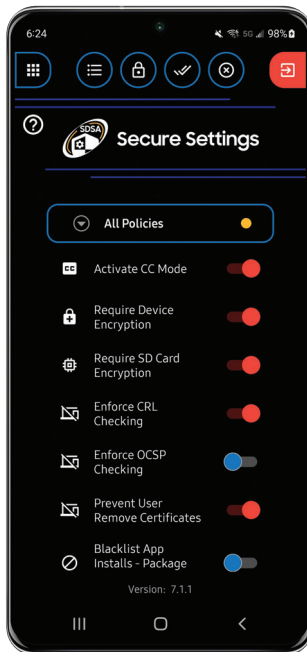 6:24
5G 98%
SDSA
Secure Settings
All Policies
CC
Activate CC Mode
Require Device
Encryption
Require SD Card
Encryption
Enforce CRL
Checking
Enforce OCSP
Checking
Prevent User
Remove Certificates
Blacklist App
Installs - Package
Version: 7.1.1